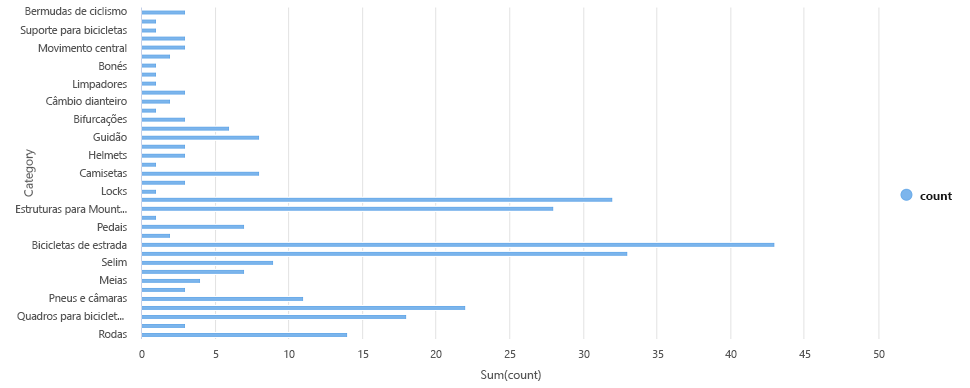 Bermudas de ciclismo
Suporte para bicicletas
Movimento central
Bonés
Limpadores
Câmbio dianteiro
Bifurcações
Guidão
Helmets
Camisetas
Locks
Estruturas para Mount...
Pedais
Bicicletas de estrada
Selim
Meias
Pneus e câmaras
Quadros para biciclet...
Rodas
Category
0 5 10 15 20 25 30 35 40 45 50
Sum(count)
count